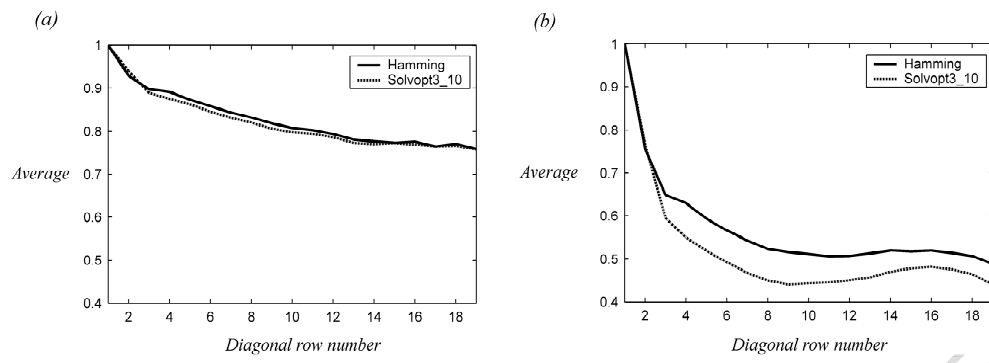 (a)
1
0.9
0.8
0.7
0.6
0.5
0.4
Average
Hamming
Solvopt3_10
2 4 6 8 10 12 14 16 18
Diagonal row number
(b)
1
0.9
0.8
0.7
0.6
0.5
0.4
Average
Hamming
Solvopt3_10
2 4 6 8 10 12 14 16 18
Diagonal row number